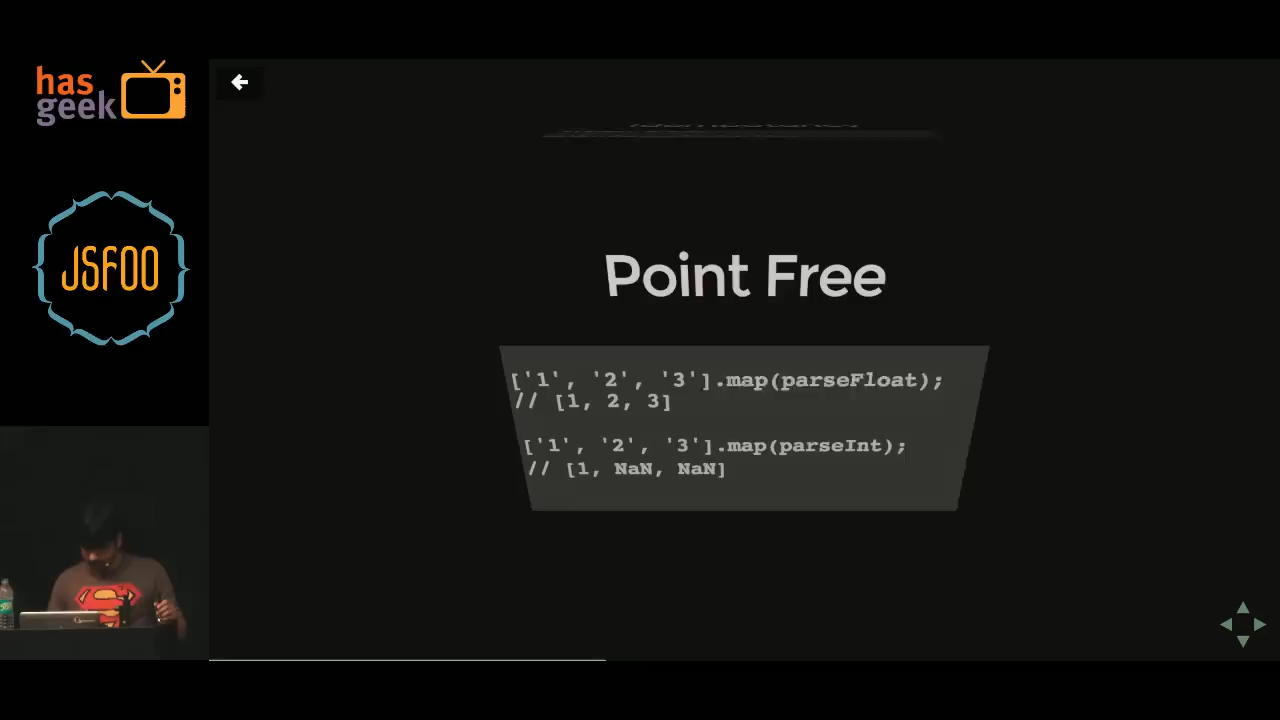 has
geek
JSFOO
Point Free
['1', '2', '3'].map(parseFloat);
// [1, 2, 3]
['1', '2', '3'].map(parseInt);
// [1, NaN, NaN]